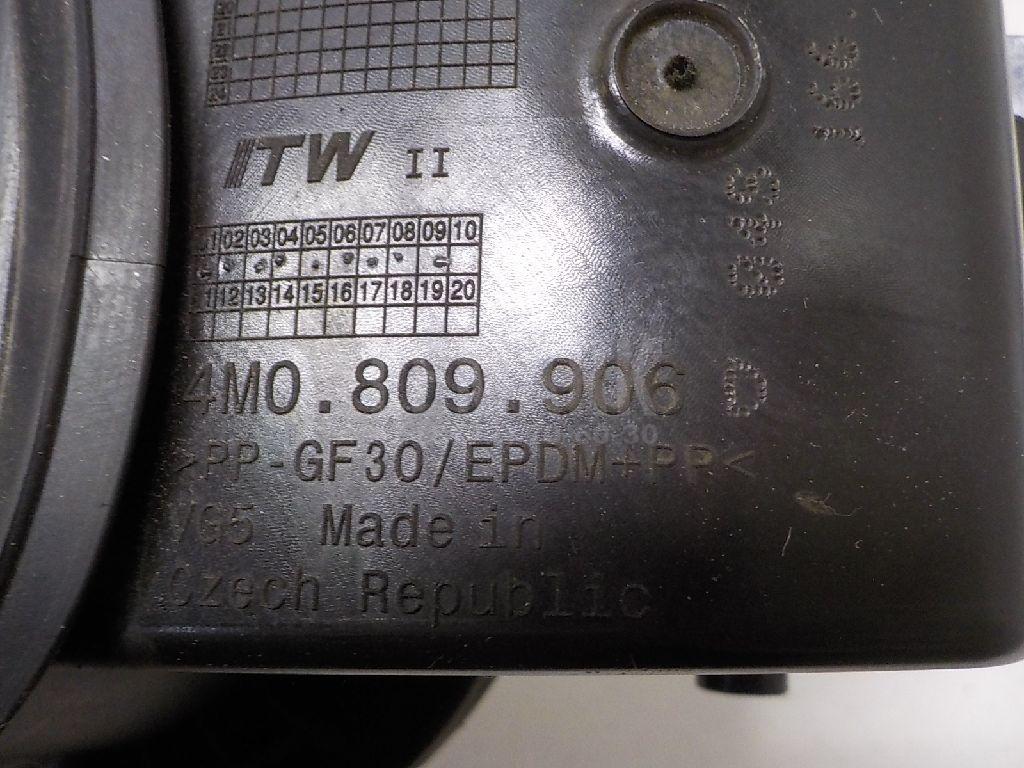 ITW II
01 02 03 04 05 06 07 08 09 10
11 12 13 14 15 16 17 18 19 20
4M0.809.906 D
>PP-GF30/EPDM+PP<
VG5 Made in
Czech Republic